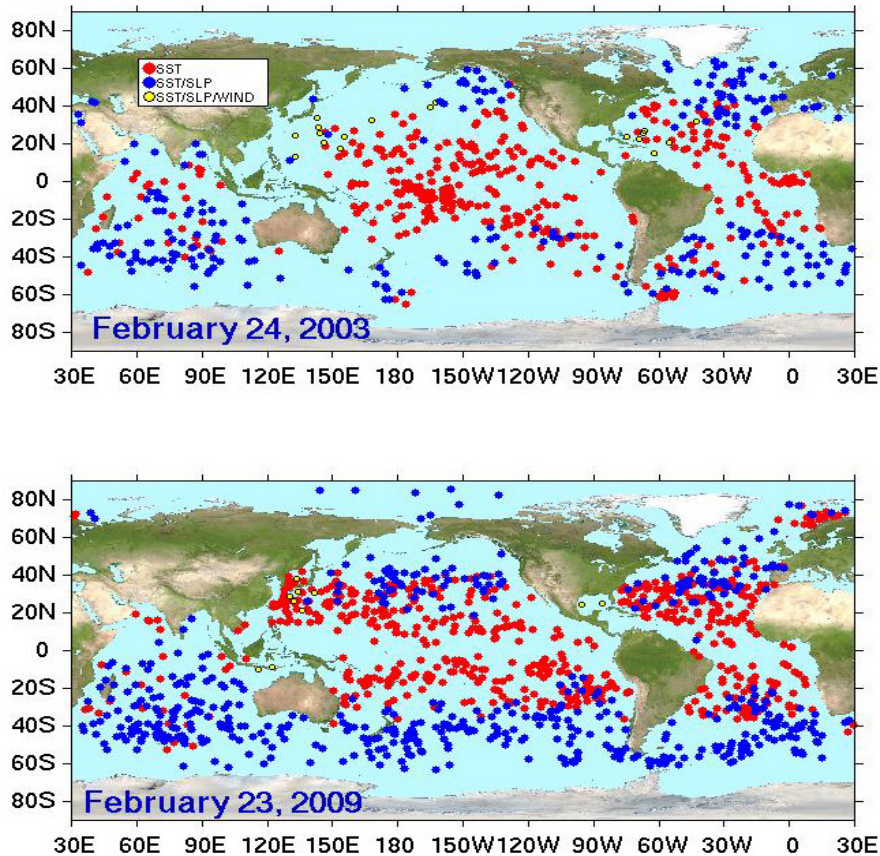 80N
60N
SST
SST/SLP
40N
SST/SLP/WIND
20N
0
20S
40S
60S
80S
February 24, 2003
30E 60E 90E 120E 150E 180 150W 120W 90W 60W 30W 0 30E
80N
60N
40N
20N
0
20S
40S
60S
80S
February 23, 2009
30E 60E 90E 120E 150E 180 150W 120W 90W 60W 30W 0 30E